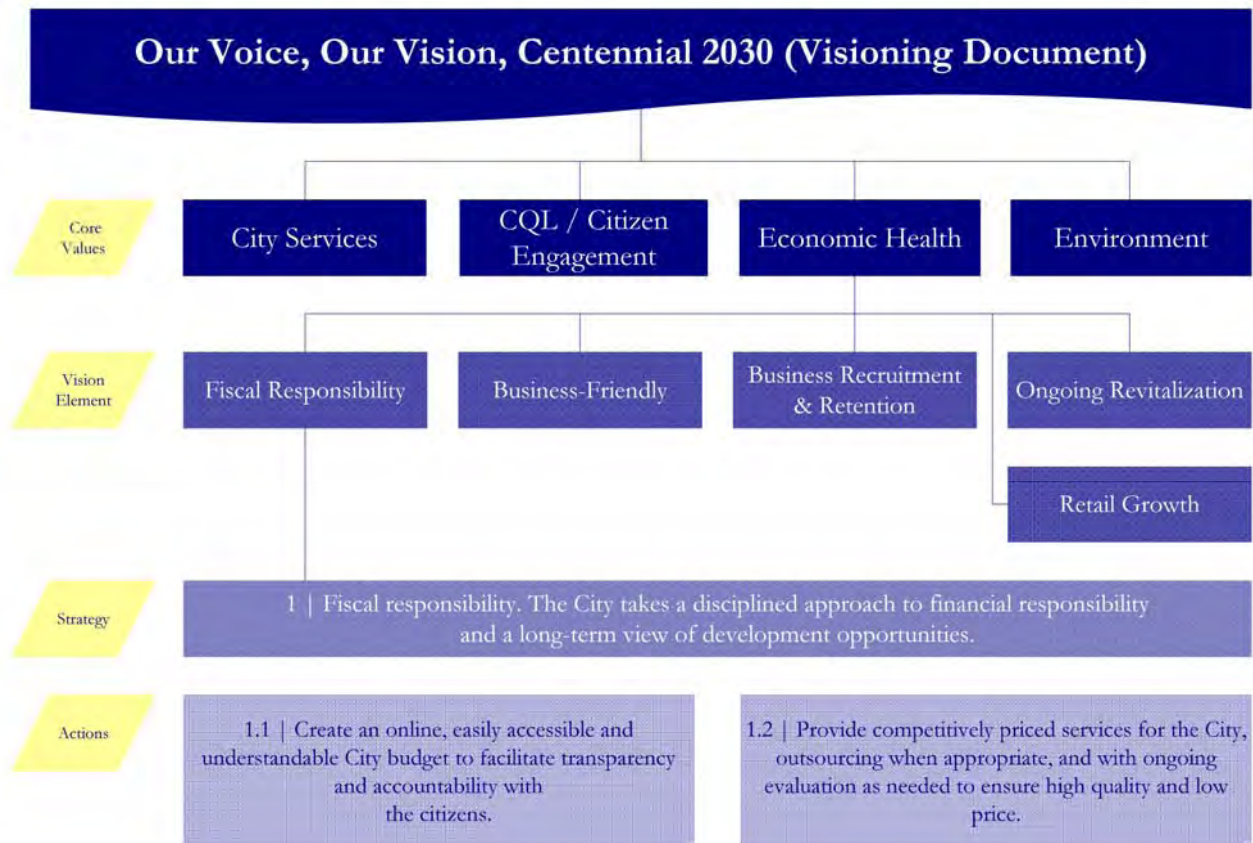 Our Voice, Our Vision, Centennial 2030 (Visioning Document)
Core
Values
City Services
CQL / Citizen
Engagement
Economic Health
Environment
Vision
Element
Fiscal Responsibility
Business-Friendly
Business Recruitment
& Retention
Ongoing Revitalization
Retail Growth
Strategy
1 | Fiscal responsibility. The City takes a disciplined approach to financial responsibility
and a long-term view of development opportunities.
Actions
1.1 | Create an online, easily accessible and
understandable City budget to facilitate transparency
and accountability with
the citizens.
1.2 | Provide competitively priced services for the City,
outsourcing when appropriate, and with ongoing
evaluation as needed to ensure high quality and low
price.